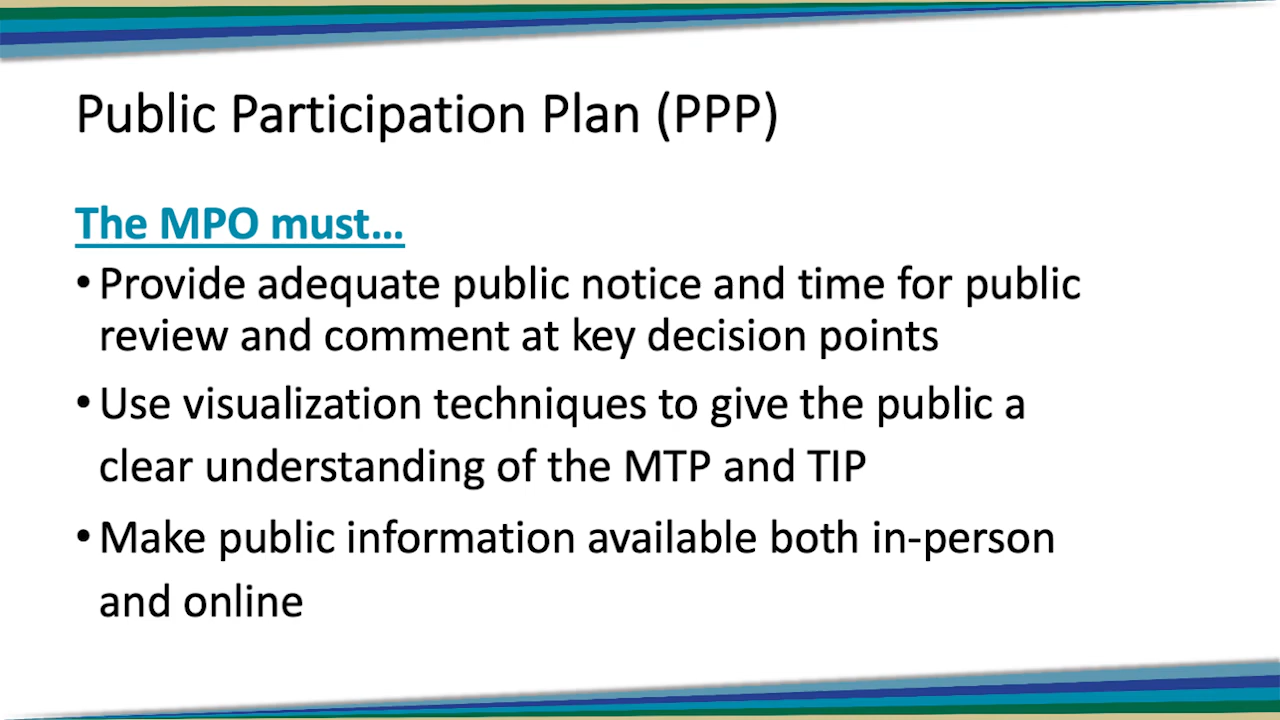 Public Participation Plan (PPP)
The MPO must...
• Provide adequate public notice and time for public
review and comment at key decision points
• Use visualization techniques to give the public a
clear understanding of the MTP and TIP
• Make public information available both in-person
and online